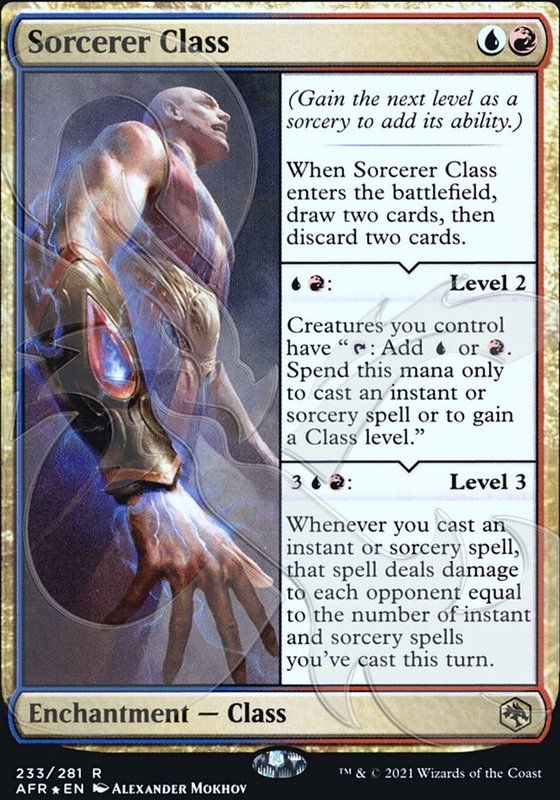 Sorcerer Class
(Gain the next level as a
sorcery to add its ability.)
When Sorcerer Class
enters the battlefield,
draw two cards, then
discard two cards.
: Level 2
Creatures you control
have “ : Add or .
Spend this mana only
to cast an instant or
sorcery spell or to gain
a Class level.”
3 : Level 3
Whenever you cast an
instant or sorcery spell,
that spell deals damage
to each opponent equal
to the number of instant
and sorcery spells
you’ve cast this turn.
Enchantment — Class
233/281 R
AFR ★ EN Alexander Mokhov
™ & © 2021 Wizards of the Coast